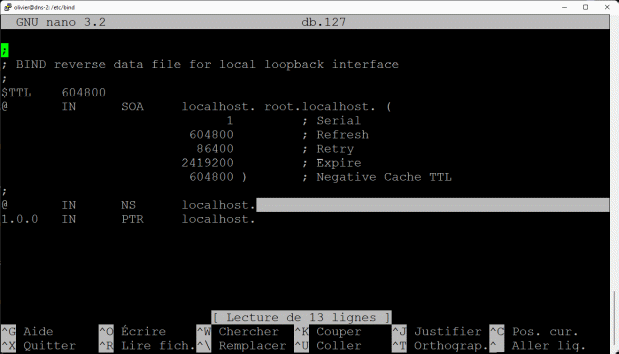 olivier@dns-2: /etc/bind
GNU nano 3.2 db.127
;
; BIND reverse data file for local loopback interface
;
$TTL 604800
@ IN SOA localhost. root.localhost. (
1 ; Serial
604800 ; Refresh
86400 ; Retry
2419200 ; Expire
604800 ) ; Negative Cache TTL
;
@ IN NS localhost.
1.0.0 IN PTR localhost.
[ Lecture de 13 lignes ]
^G Aide ^O Écrire ^W Chercher ^K Couper ^J Justifier ^C Pos. cur.
^X Quitter ^R Lire fich. ^\ Remplacer ^U Coller ^T Orthograp. ^_ Aller lig.